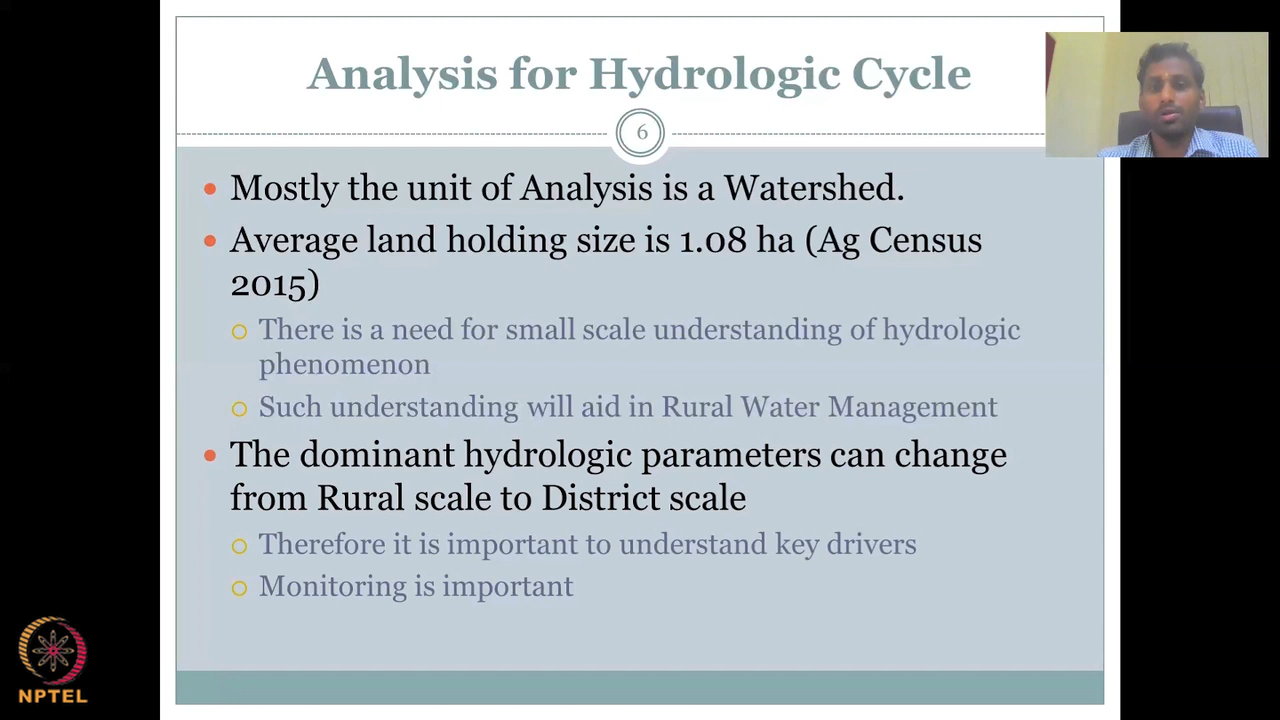 Analysis for Hydrologic Cycle
6
Mostly the unit of Analysis is a Watershed.
Average land holding size is 1.08 ha (Ag Census
2015)
There is a need for small scale understanding of hydrologic
phenomenon
Such understanding will aid in Rural Water Management
The dominant hydrologic parameters can change
from Rural scale to District scale
Therefore it is important to understand key drivers
Monitoring is important
NPTEL